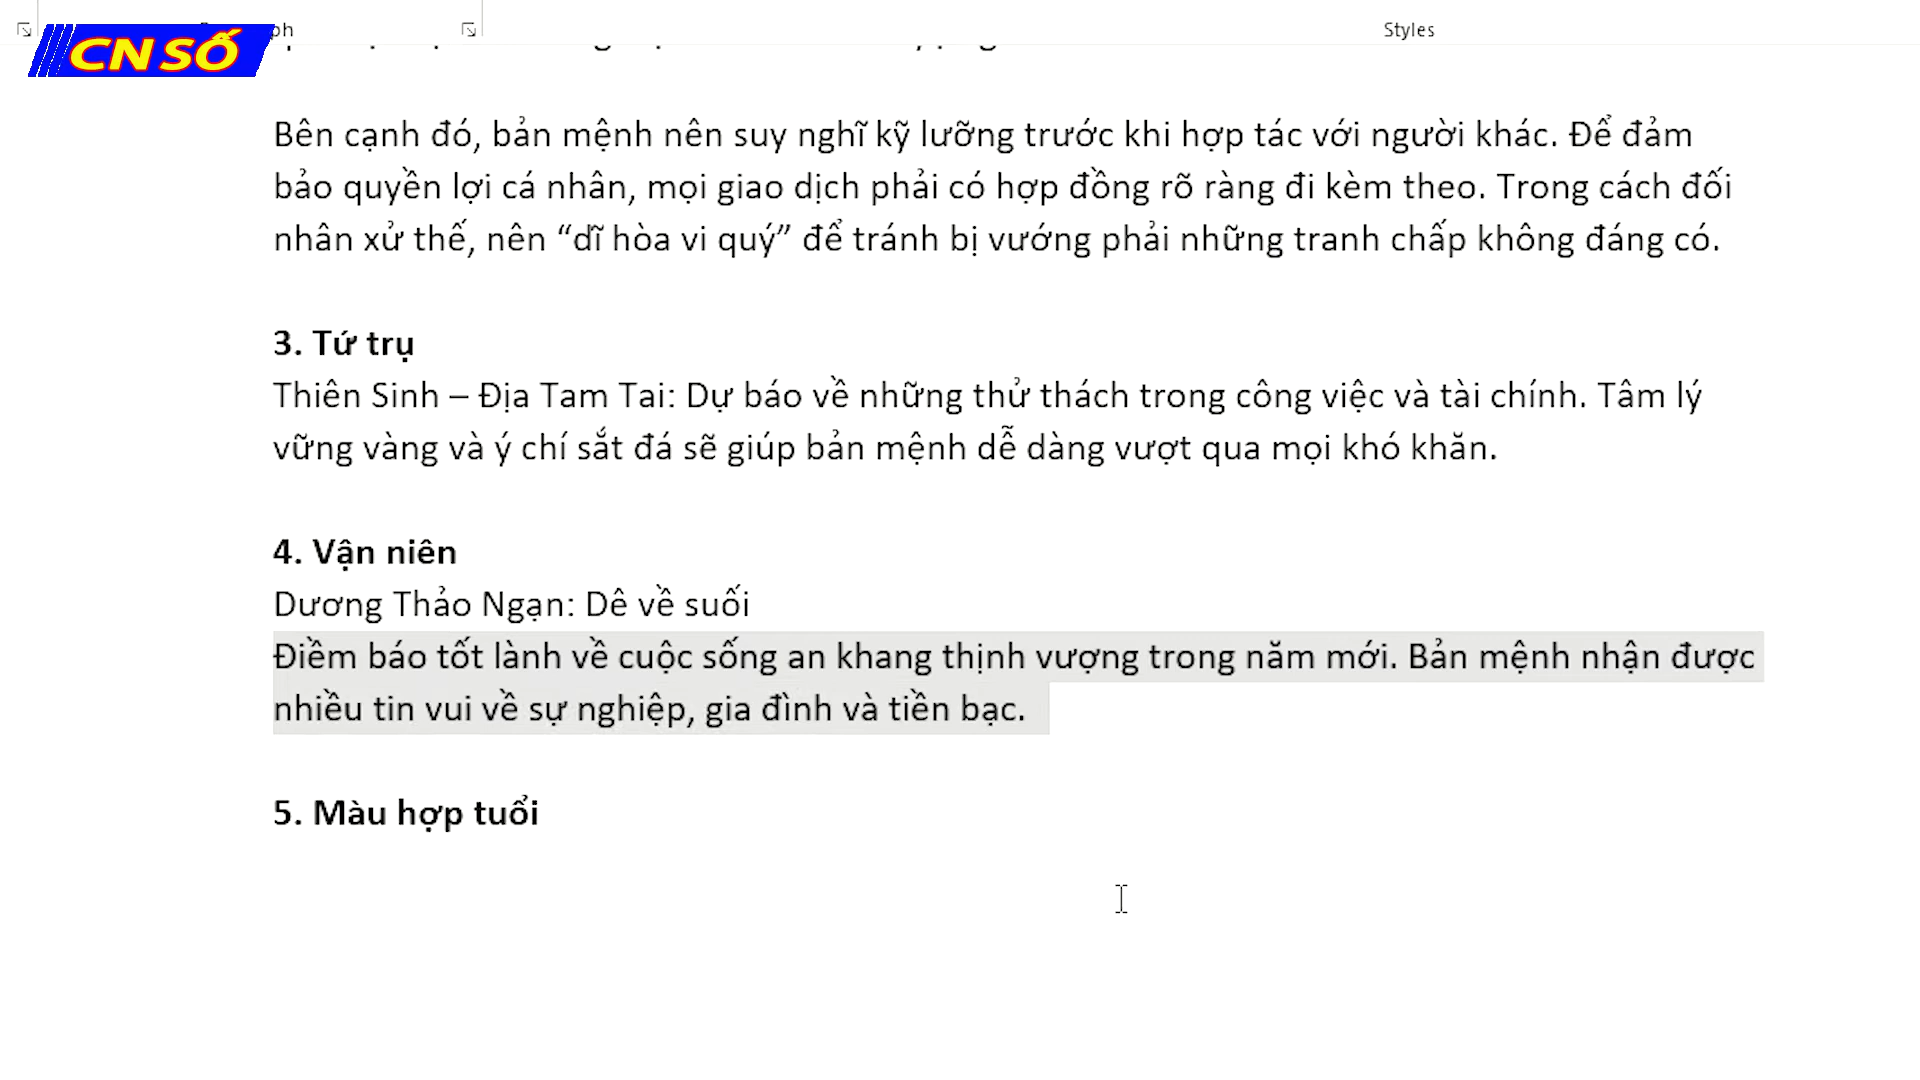 Styles
CN SỐ
Bên cạnh đó, bản mệnh nên suy nghĩ kỹ lưỡng trước khi hợp tác với người khác. Để đảm
bảo quyền lợi cá nhân, mọi giao dịch phải có hợp đồng rõ ràng đi kèm theo. Trong cách đối
nhân xử thế, nên “dĩ hòa vi quý” để tránh bị vướng phải những tranh chấp không đáng có.
3. Tứ trụ
Thiên Sinh – Địa Tam Tai: Dự báo về những thử thách trong công việc và tài chính. Tâm lý
vững vàng và ý chí sắt đá sẽ giúp bản mệnh dễ dàng vượt qua mọi khó khăn.
4. Vận niên
Dương Thảo Ngạn: Dê về suối
Điềm báo tốt lành về cuộc sống an khang thịnh vượng trong năm mới. Bản mệnh nhận được
nhiều tin vui về sự nghiệp, gia đình và tiền bạc.
5. Màu hợp tuổi